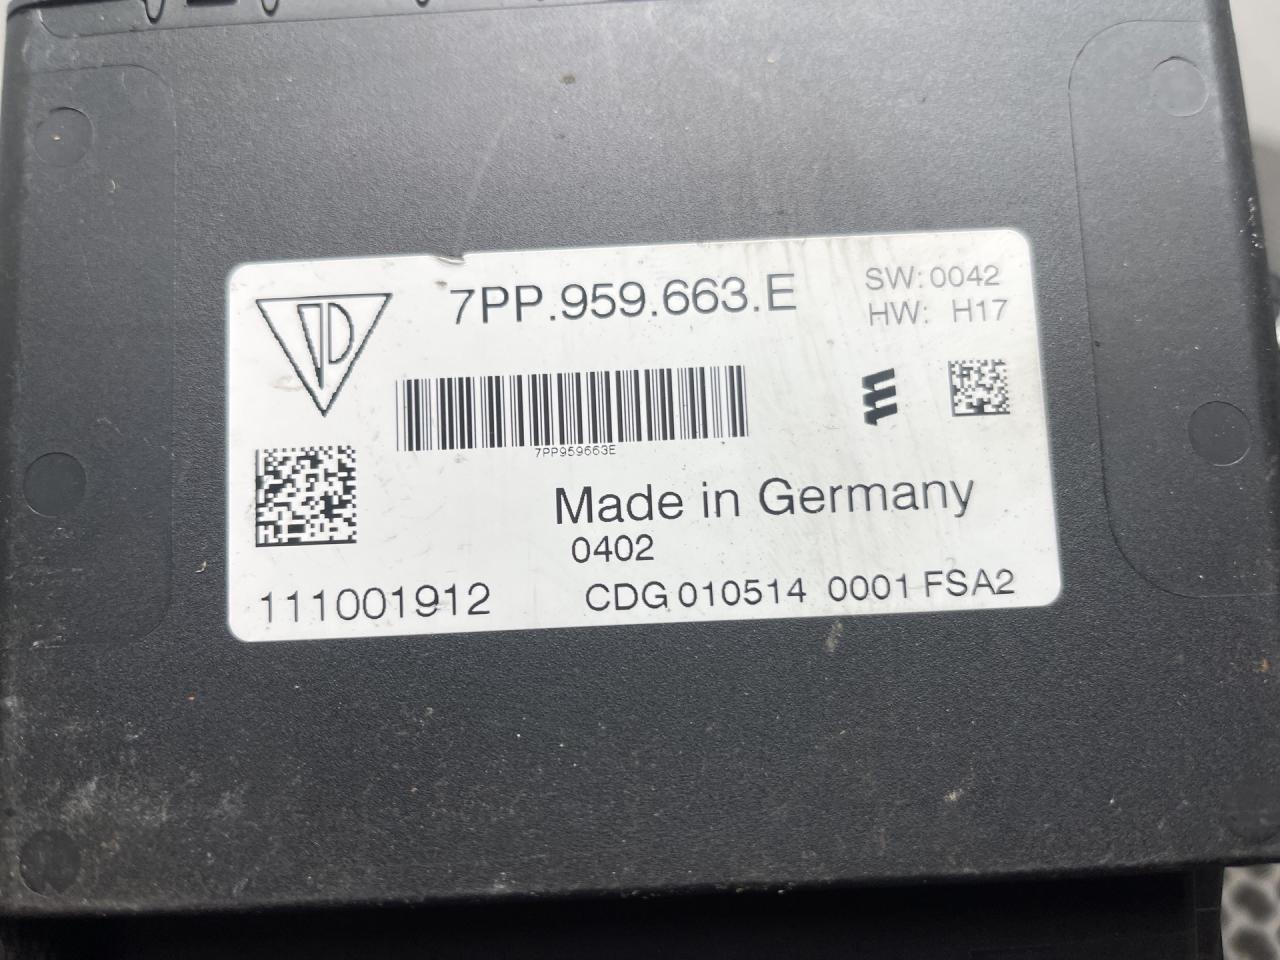 7PP.959.663.E
SW: 0042
HW: H17
7PP959663E
Made in Germany
0402
111001912
CDG 010514 0001 FSA2